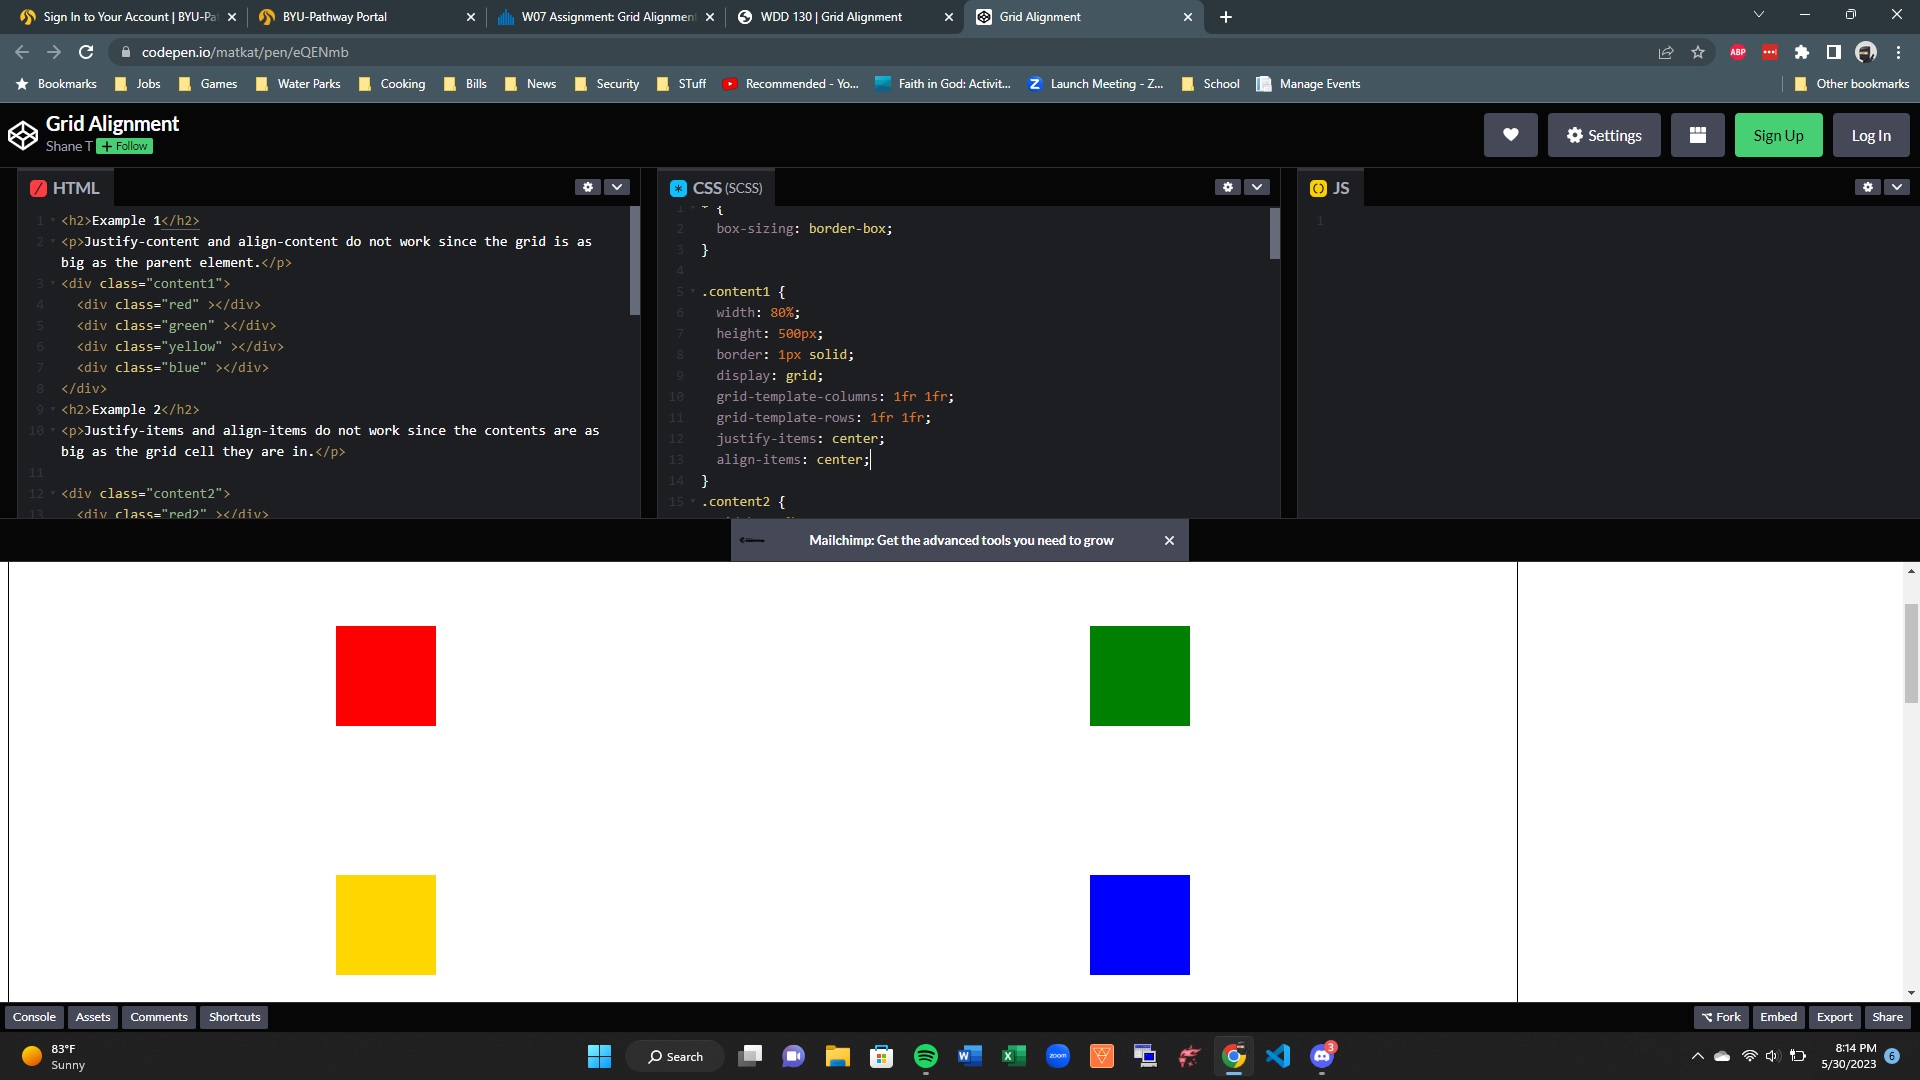 Sign In to Your Account | BYU-Pa
BYU-Pathway Portal
W07 Assignment: Grid Alignmen
WDD 130 | Grid Alignment
Grid Alignment
codepen.io/matkat/pen/eQENmb
ABP
Bookmarks
Jobs
Games
Water Parks
Cooking
Bills
News
Security
STuff
Recommended - Yo...
Faith in God: Activit...
Launch Meeting - Z...
School
Manage Events
Other bookmarks
Grid Alignment
Shane T + Follow
Settings
Sign Up
Log In
HTML
1 <h2>Example 1</h2>
2 <p>Justify-content and align-content do not work since the grid is as
big as the parent element.</p>
3 <div class="content1">
4 <div class="red" ></div>
5 <div class="green" ></div>
6 <div class="yellow" ></div>
7 <div class="blue" ></div>
8 </div>
9 <h2>Example 2</h2>
10 <p>Justify-items and align-items do not work since the contents are as
big as the grid cell they are in.</p>
11
12 <div class="content2">
13 <div class="red2" ></div>
CSS (SCSS)
1 * {
2 box-sizing: border-box;
3 }
4
5 .content1 {
6 width: 80%;
7 height: 500px;
8 border: 1px solid;
9 display: grid;
10 grid-template-columns: 1fr 1fr;
11 grid-template-rows: 1fr 1fr;
12 justify-items: center;
13 align-items: center;
14 }
15 .content2 {
JS
1
Mailchimp: Get the advanced tools you need to grow
Console
Assets
Comments
Shortcuts
Fork
Embed
Export
Share
83°F
Sunny
Search
zoom
3
8:14 PM
5/30/2023
6